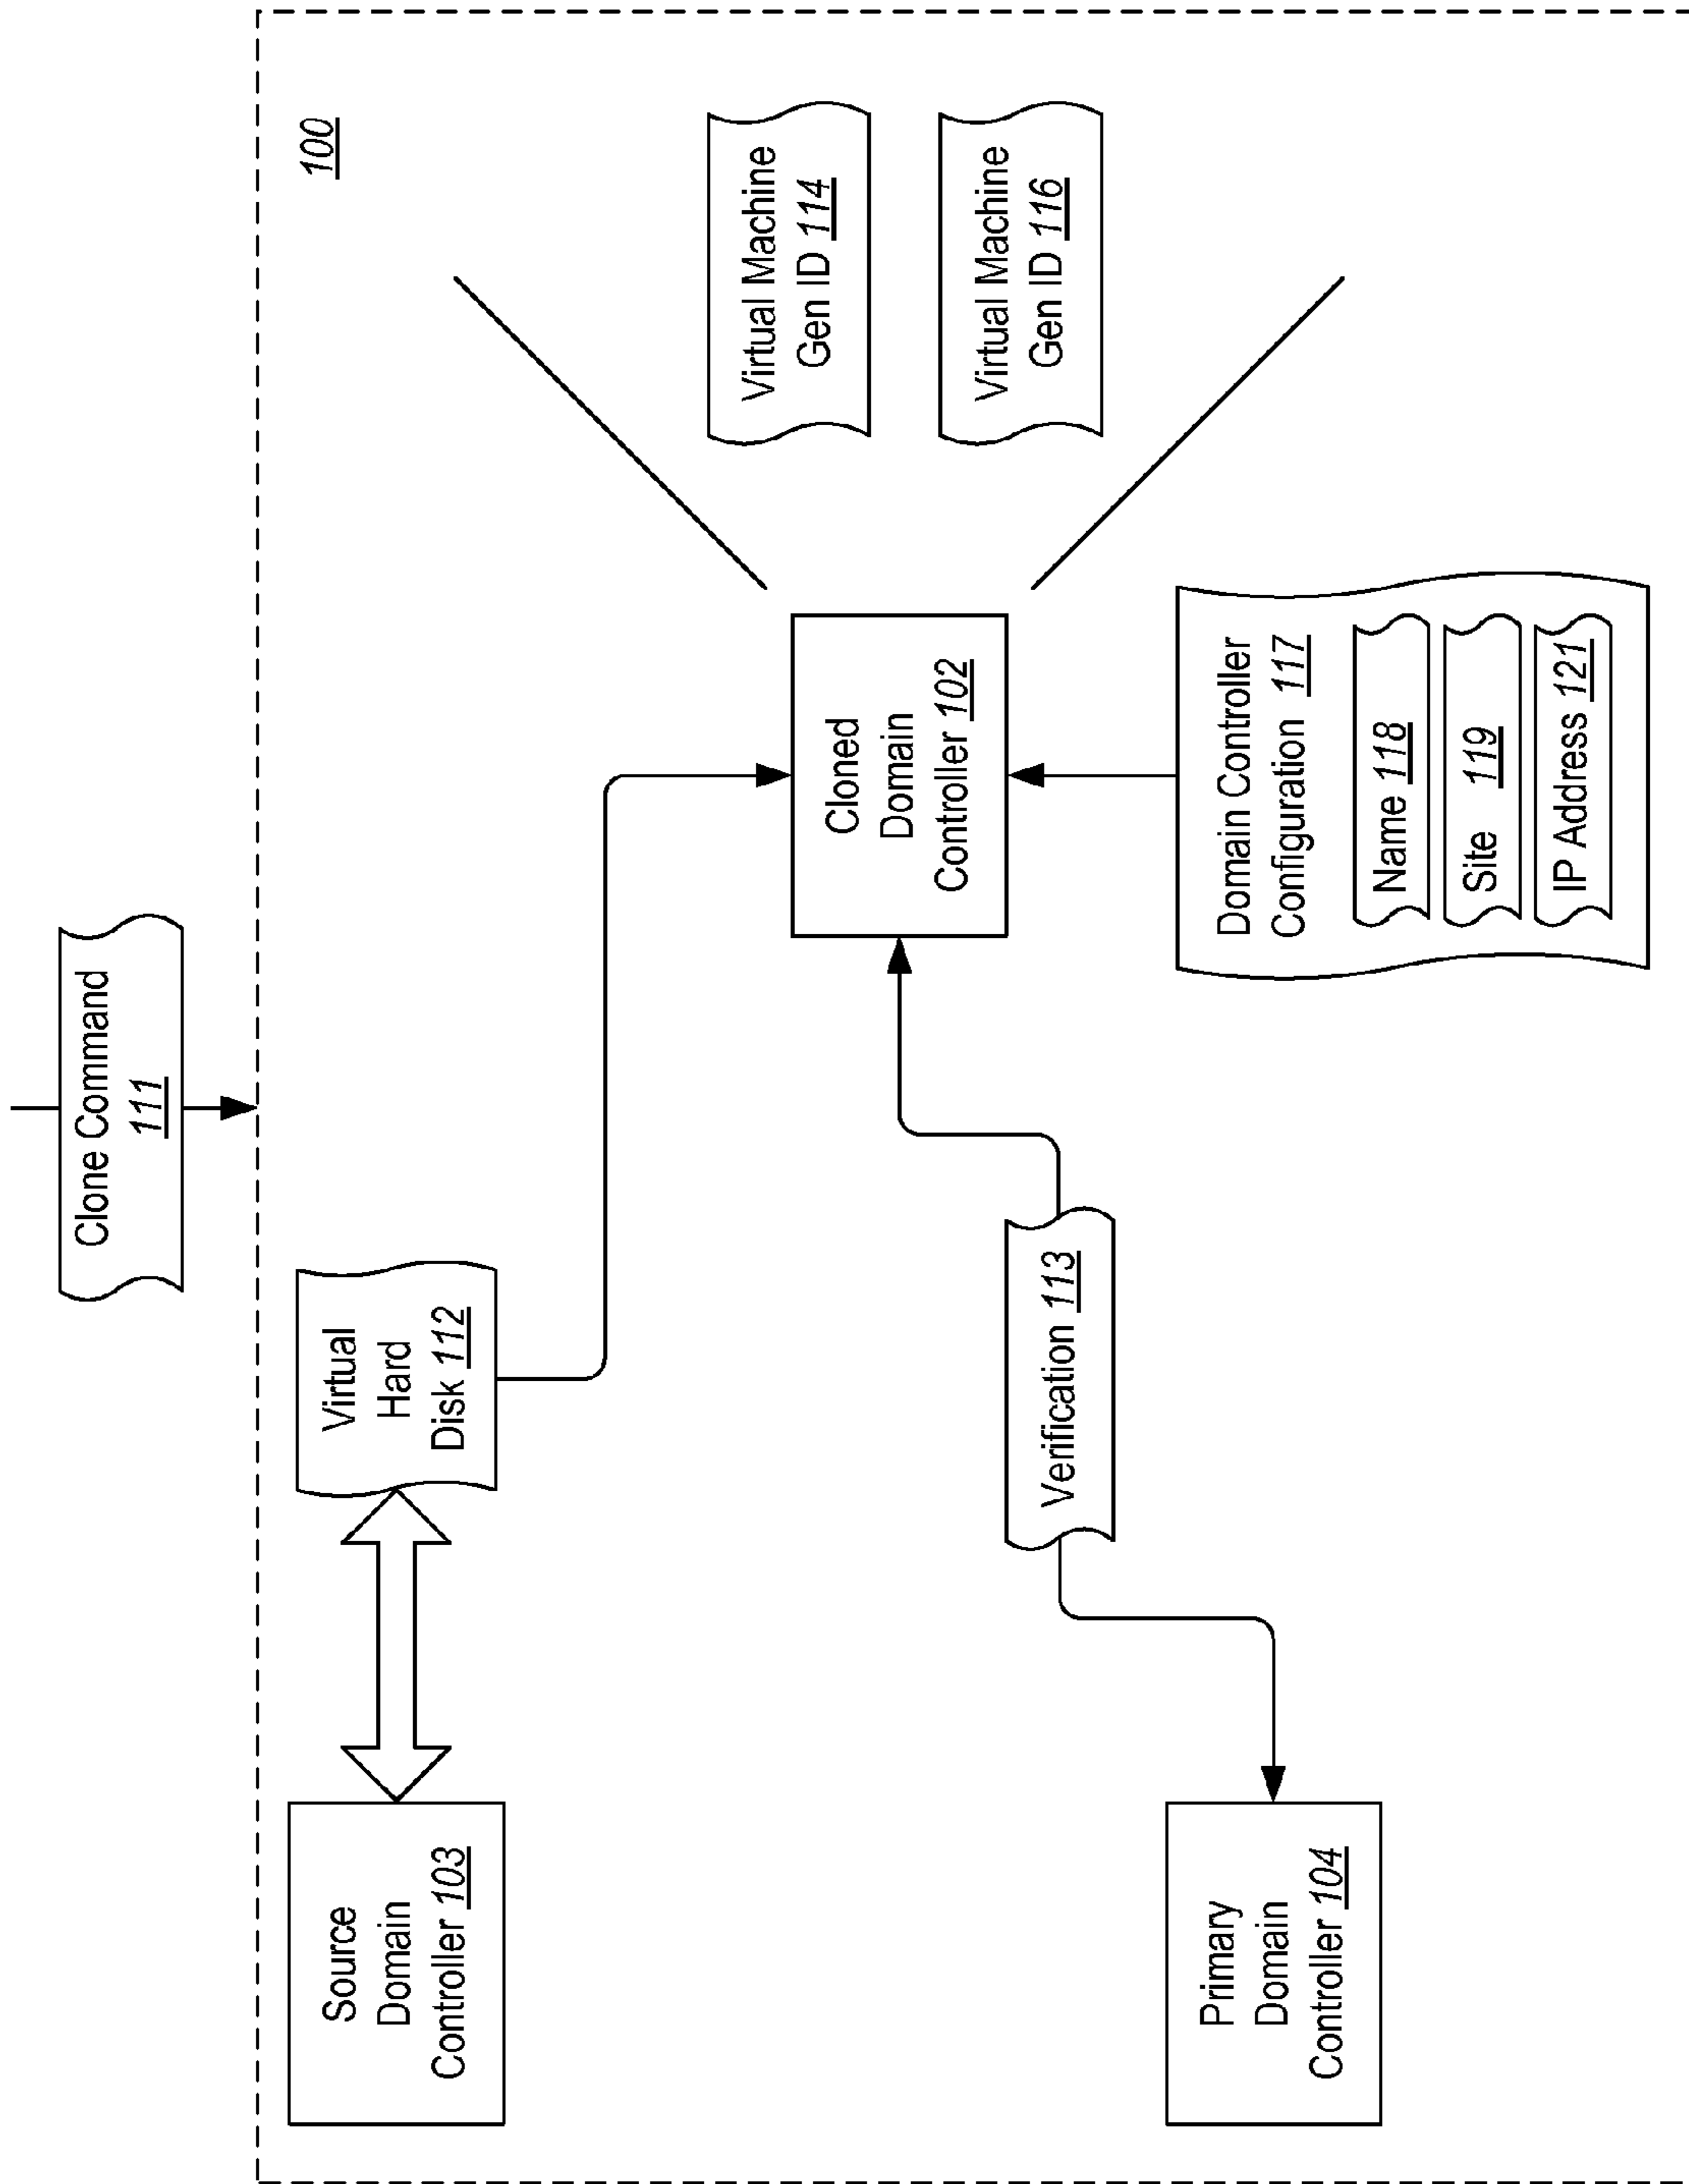 Clone Command
111
100
Source
Domain
Controller 103
Virtual
Hard
Disk 112
Cloned
Domain
Controller 102
Virtual Machine
Gen ID 114
Virtual Machine
Gen ID 116
Verification 113
Primary
Domain
Controller 104
Domain Controller
Configuration 117
Name 118
Site 119
IP Address 121